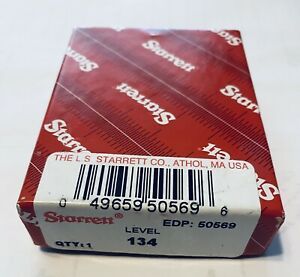 Starrett
Starrett
Starrett
Starrett
THE L.S. STARRETT CO., ATHOL, MA USA
0 49659 50569 6
Starrett®
EDP: 50569
LEVEL
QTY: 1
134